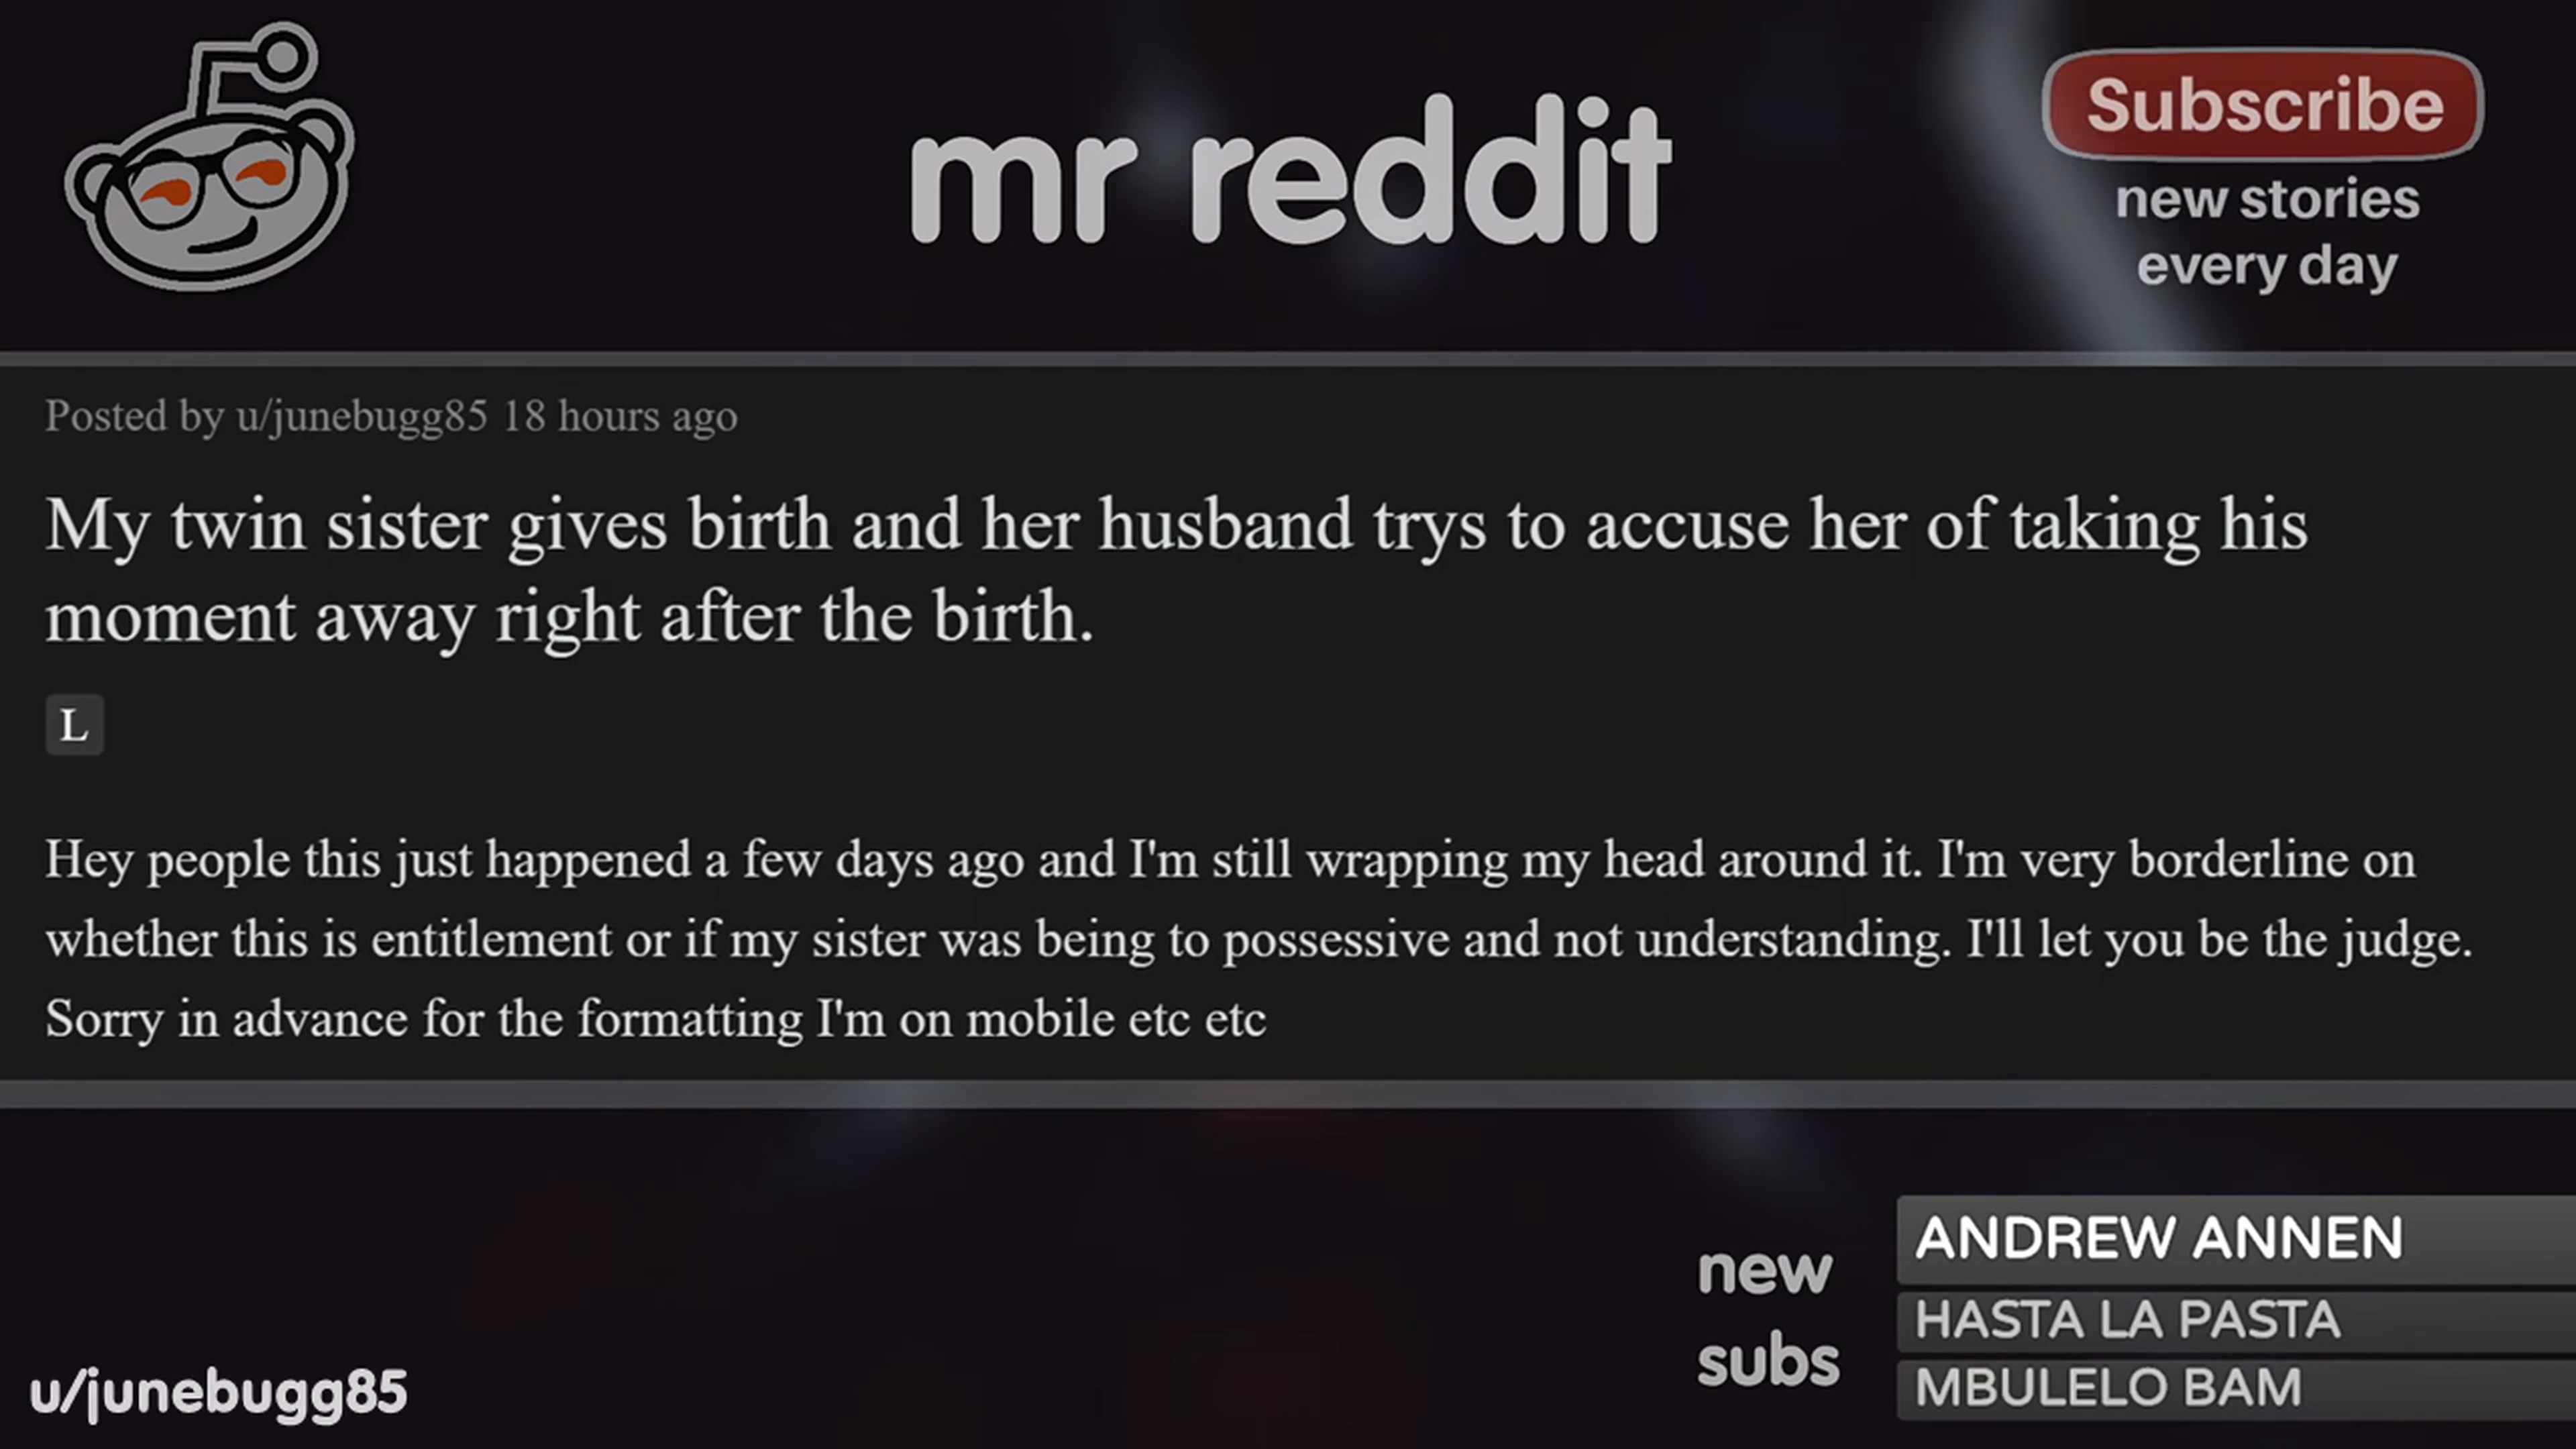 mr reddit
Subscribe
new stories
every day
Posted by u/junebugg85 18 hours ago
My twin sister gives birth and her husband trys to accuse her of taking his
moment away right after the birth.
L
Hey people this just happened a few days ago and I'm still wrapping my head around it. I'm very borderline on
whether this is entitlement or if my sister was being to possessive and not understanding. I'll let you be the judge.
Sorry in advance for the formatting I'm on mobile etc etc
new
subs
ANDREW ANNEN
HASTA LA PASTA
MBULELO BAM
u/junebugg85